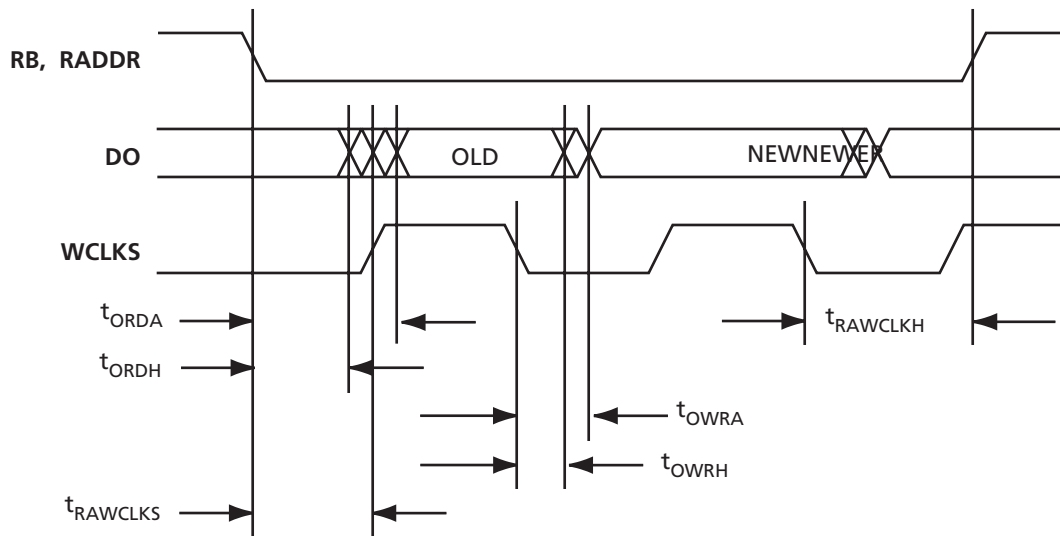 RB, RADDR
DO
OLD
NEWNEWER
WCLKS
tORDA
tRAWCLKH
tORDH
tOWRA
tOWRH
tRAWCLKS